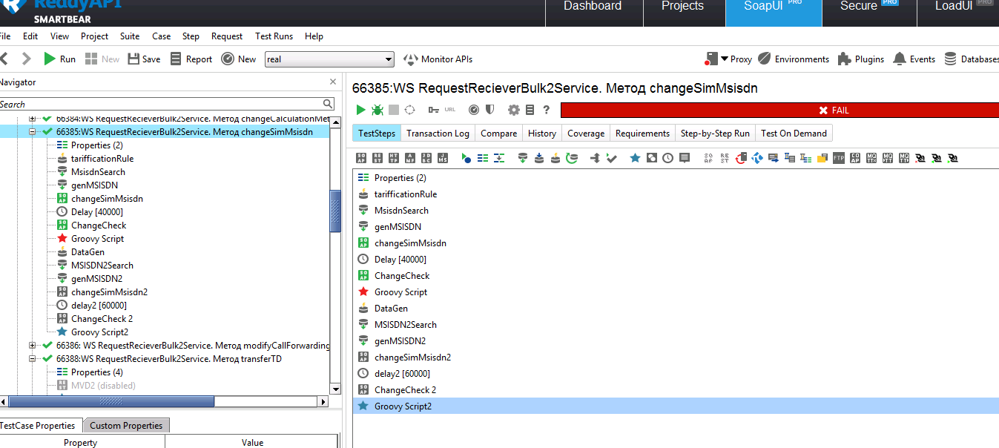 ReadyAPI
SMARTBEAR
Dashboard
Projects
SoapUI PRO
Secure PRO
LoadUI PRO
File Edit View Project Suite Case Step Request Test Runs Help
Run New Save Report New real Monitor APIs Proxy Environments Plugins Events Databases
Navigator
Search
66384:WS RequestRecieverBulk2Service. Метод changeCalculationMet
66385:WS RequestRecieverBulk2Service. Метод changeSimMsisdn
Properties (2)
tarifficationRule
MsisdnSearch
genMSISDN
changeSimMsisdn
Delay [40000]
ChangeCheck
Groovy Script
DataGen
MSISDN2Search
genMSISDN2
changeSimMsisdn2
delay2 [60000]
ChangeCheck 2
Groovy Script2
66386: WS RequestRecieverBulk2Service. Метод modifyCallForwarding
66388:WS RequestRecieverBulk2Service. Метод transferTD
Properties (4)
MVD2 (disabled)
TestCase Properties Custom Properties
Property Value
66385:WS RequestRecieverBulk2Service. Метод changeSimMsisdn
URL ?
FAIL
TestSteps Transaction Log Compare History Coverage Requirements Step-by-Step Run Test On Demand
Properties (2)
tarifficationRule
MsisdnSearch
genMSISDN
changeSimMsisdn
Delay [40000]
ChangeCheck
Groovy Script
DataGen
MSISDN2Search
genMSISDN2
changeSimMsisdn2
delay2 [60000]
ChangeCheck 2
Groovy Script2